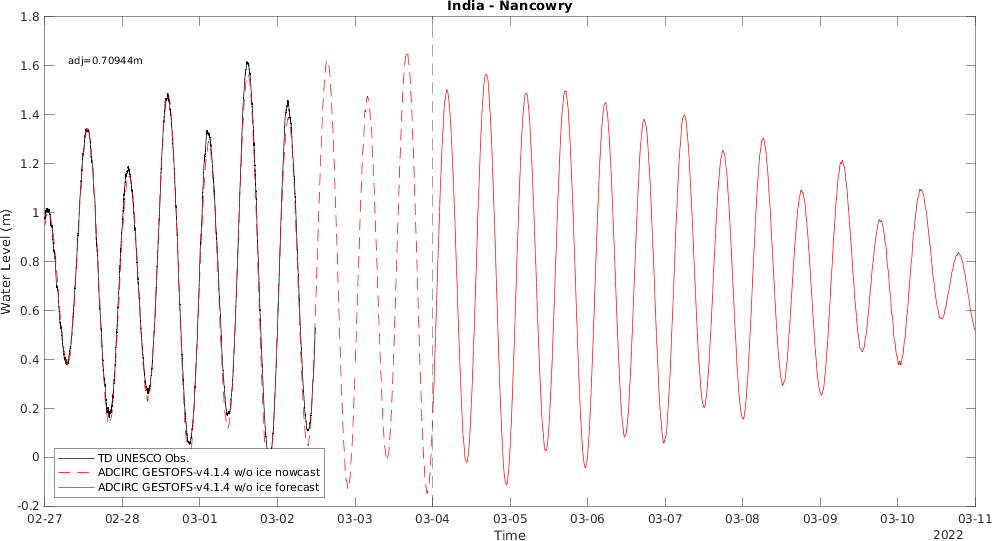 India - Nancowry
1.8
1.6
1.4
1.2
1
0.8
0.6
0.4
0.2
0
-0.2
Water Level (m)
adj=0.70944m
TD UNESCO Obs.
ADCIRC GESTOFS-v4.1.4 w/o ice nowcast
ADCIRC GESTOFS-v4.1.4 w/o ice forecast
02-27 02-28 03-01 03-02 03-03 03-04 03-05 03-06 03-07 03-08 03-09 03-10 03-11
Time
2022